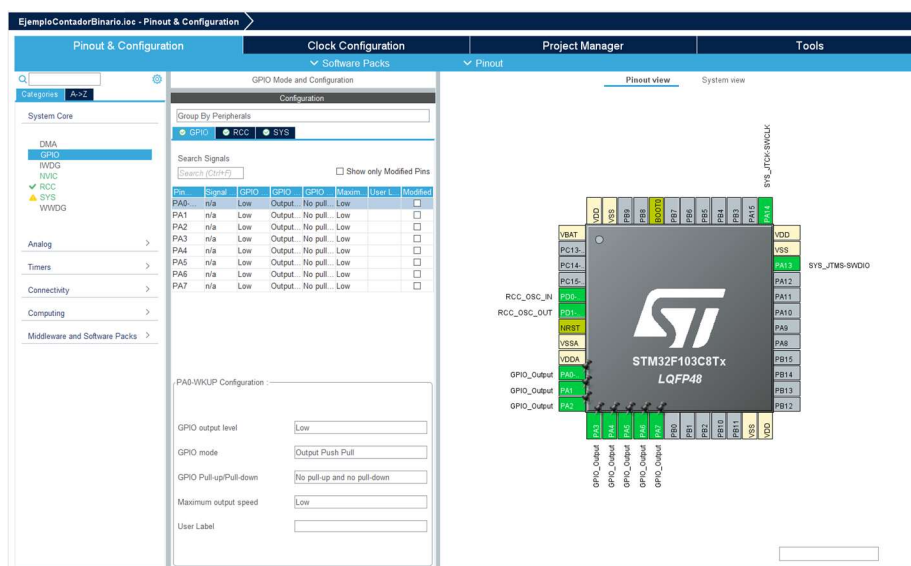 EjemploContadorBinario.ioc - Pinout & Configuration
Pinout & Configuration
Clock Configuration
Project Manager
Tools
Software Packs
Pinout
Categories A->Z
System Core
DMA
GPIO
IWDG
NVIC
RCC
SYS
WWDG
Analog
Timers
Connectivity
Computing
Middleware and Software Packs
GPIO Mode and Configuration
Configuration
Group By Peripherals
GPIO RCC SYS
Search Signals
Search (Ctrl+F)
Show only Modified Pins
Pin... Signal GPIO GPIO... GPIO... Maxim... User L... Modified
PA0-... n/a Low Output... No pull... Low
PA1 n/a Low Output... No pull... Low
PA2 n/a Low Output... No pull... Low
PA3 n/a Low Output... No pull... Low
PA4 n/a Low Output... No pull... Low
PA5 n/a Low Output... No pull... Low
PA6 n/a Low Output... No pull... Low
PA7 n/a Low Output... No pull... Low
PA0-WKUP Configuration :
GPIO output level Low
GPIO mode Output Push Pull
GPIO Pull-up/Pull-down No pull-up and no pull-down
Maximum output speed Low
User Label
Pinout view System view
SYS_JTCK-SWCLK
VDD VSS PB9 PB8 BOOT0 PB7 PB6 PB5 PB4 PB3 PA15 PA14
VBAT
PC13-..
PC14-..
PC15-..
RCC_OSC_IN PD0-..
RCC_OSC_OUT PD1-..
NRST
VSSA
VDDA
GPIO_Output PA0-..
GPIO_Output PA1
GPIO_Output PA2
STM32F103C8Tx
LQFP48
VDD
VSS
PA13 SYS_JTMS-SWDIO
PA12
PA11
PA10
PA9
PA8
PB15
PB14
PB13
PB12
PA3 PA4 PA5 PA6 PA7 PB0 PB1 PB2 PB10 PB11 VSS VDD
GPIO_Output GPIO_Output GPIO_Output GPIO_Output GPIO_Output